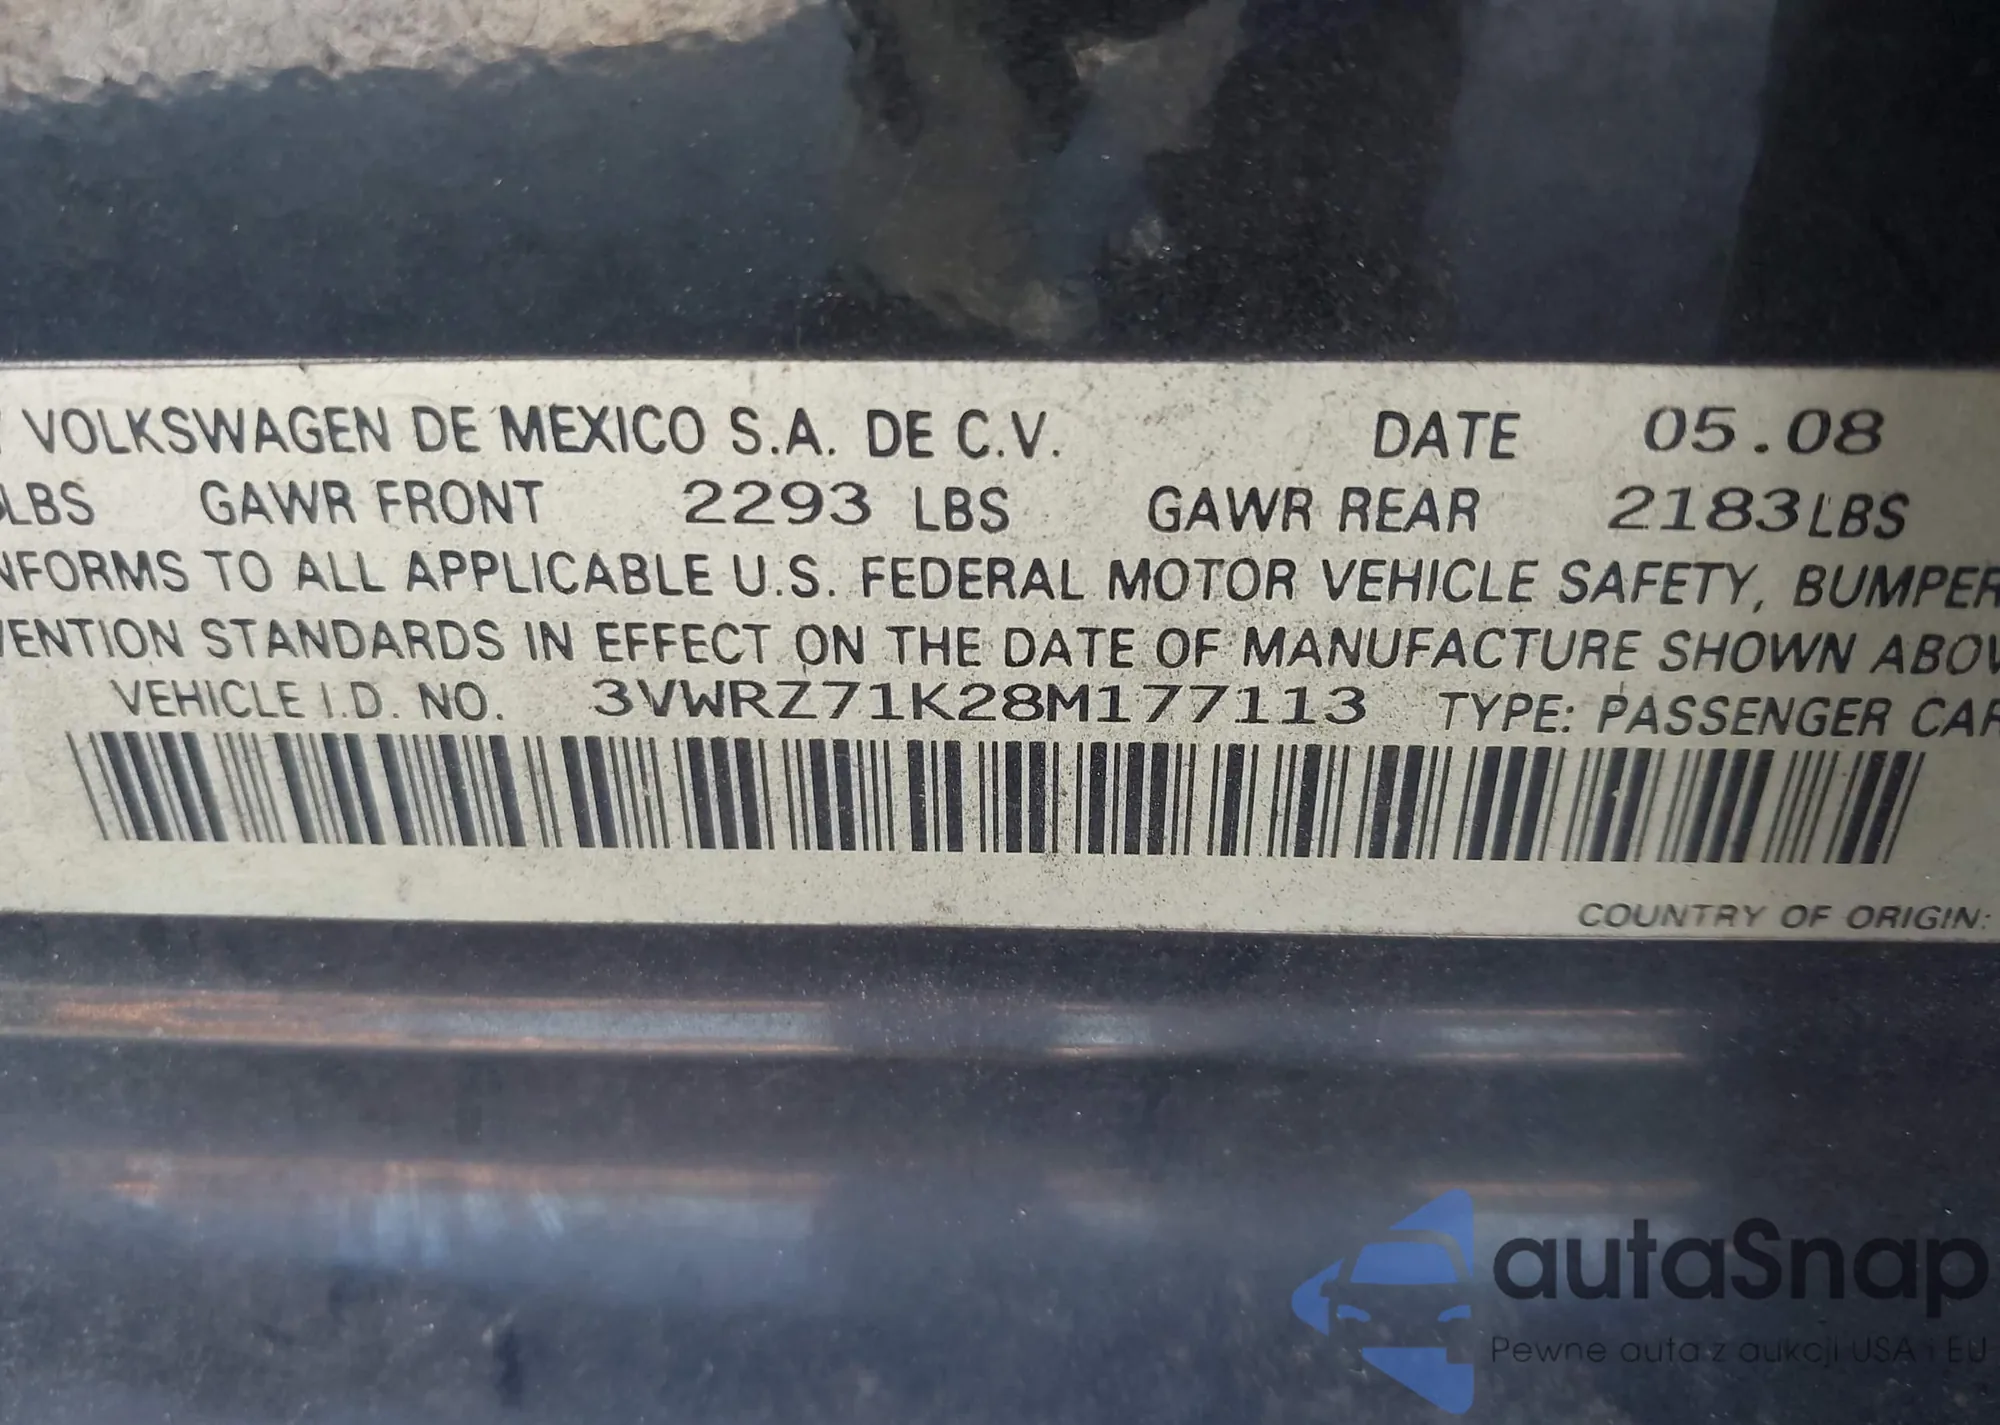 VOLKSWAGEN DE MEXICO S.A. DE C.V. DATE 05.08
LBS GAWR FRONT 2293 LBS GAWR REAR 2183LBS
NFORMS TO ALL APPLICABLE U.S. FEDERAL MOTOR VEHICLE SAFETY, BUMPER
VENTION STANDARDS IN EFFECT ON THE DATE OF MANUFACTURE SHOWN ABOV
VEHICLE I.D. NO. 3VWRZ71K28M177113 TYPE: PASSENGER CAR
COUNTRY OF ORIGIN:
autaSnap
Pewne auta z aukcji USA i EU